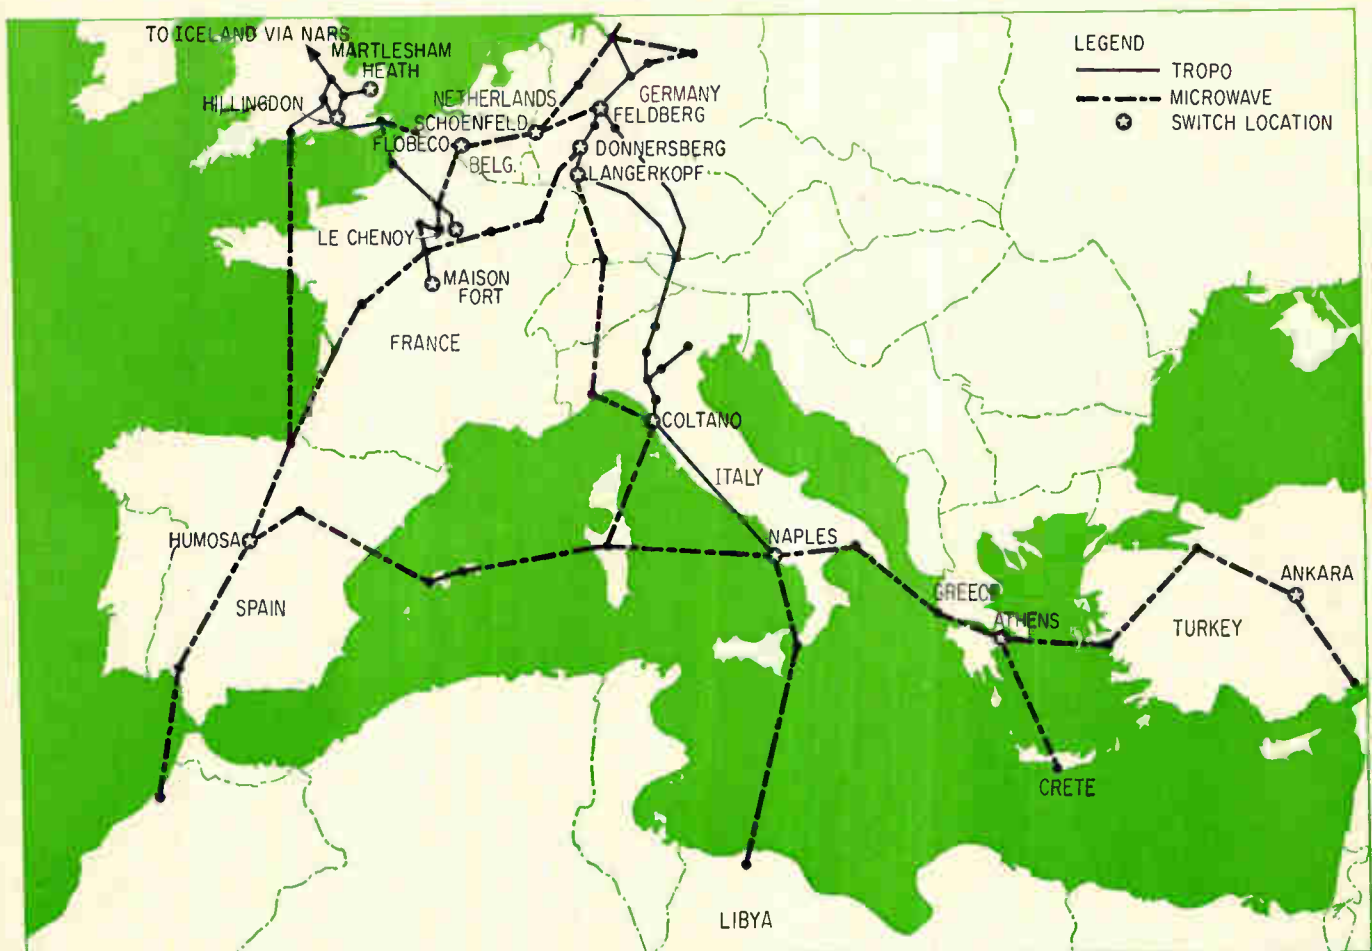 TO ICELAND VIA NARS
MARTLESHAM
HEATH
HILLINGDON
NETHERLANDS
SCHOENFELD
FLOBECQ
BELG.
GERMANY
FELDBERG
DONNERSBERG
LANGERKOPF
LE CHENOY
MAISON
FORT
FRANCE
COLTANO
ITALY
HUMOSA
SPAIN
NAPLES
GREECE
ATHENS
ANKARA
TURKEY
CRETE
LIBYA
LEGEND
TROPO
MICROWAVE
SWITCH LOCATION